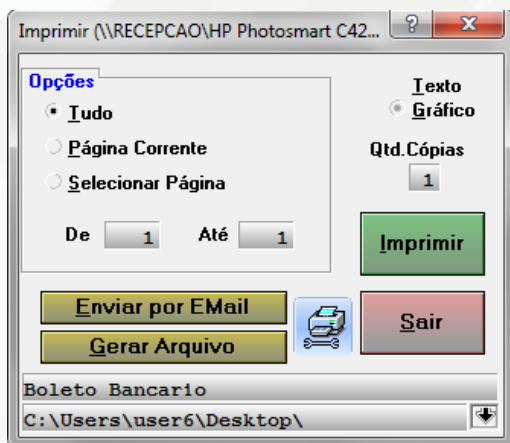 Imprimir (\\RECEPCAO\HP Photosmart C42...
Opções
Tudo
Página Corrente
Selecionar Página
De 1 Até 1
Texto
Gráfico
Qtd.Cópias
1
Imprimir
Enviar por EMail
Gerar Arquivo
Sair
Boleto Bancario
C:\Users\user6\Desktop\